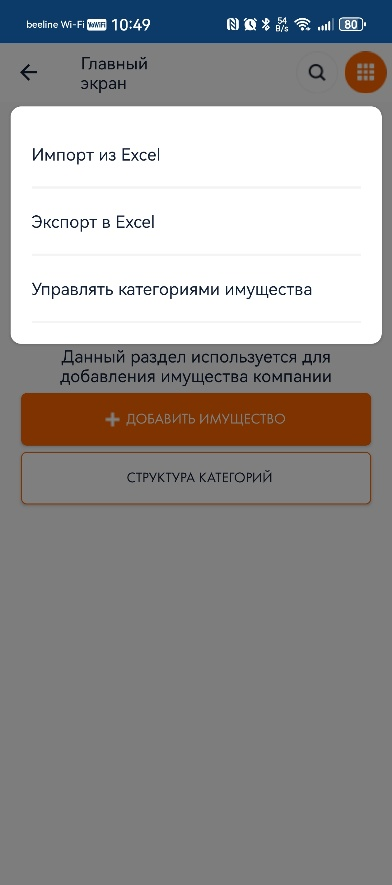 beeline Wi-Fi VoWiFi 10:49 54 B/s 80
Главный
экран
Импорт из Excel
Экспорт в Excel
Управлять категориями имущества
Данный раздел используется для
добавления имущества компании
ДОБАВИТЬ ИМУЩЕСТВО
СТРУКТУРА КАТЕГОРИЙ